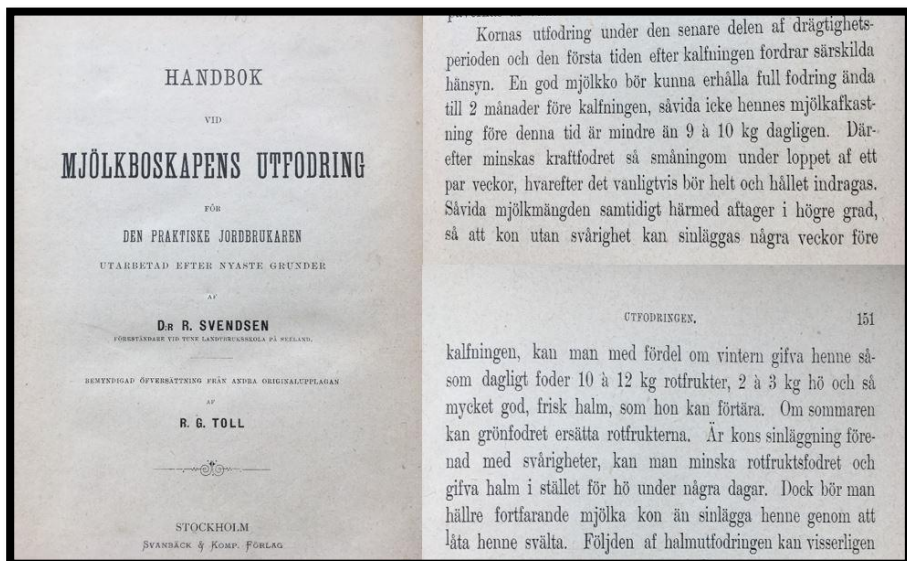 HANDBOK
VID
MJÖLKBOSKAPENS UTFODRING
FÖR
DEN PRAKTISKE JORDBRUKAREN
UTARBETAD EFTER NYASTE GRUNDER
AF
D:R R. SVENDSEN
FÖRESTÅNDARE VID TUNE LANDTBRUKSSKOLA PÅ SEELAND.
BEMYNDIGAD ÖFVERSÄTTNING FRÅN ANDRA ORIGINALUPPLAGAN
AF
R. G. TOLL
STOCKHOLM
SVANBÄCK & KOMP. FÖRLAG
Kornas utfodring under den senare delen af drägtighets-
perioden och den första tiden efter kalfningen fordrar särskilda
hänsyn. En god mjölkko bör kunna erhålla full fodring ända
till 2 månader före kalfningen, såvida icke hennes mjölkafkast-
ning före denna tid är mindre än 9 à 10 kg dagligen. Där-
efter minskas kraftfodret så småningom under loppet af ett
par veckor, hvarefter det vanligtvis bör helt och hållet indragas.
Såvida mjölkmängden samtidigt härmed aftager i högre grad,
så att kon utan svårighet kan sinläggas några veckor före
UTFODRINGEN. 151
kalfningen, kan man med fördel om vintern gifva henne så-
som dagligt foder 10 à 12 kg rotfrukter, 2 à 3 kg hö och så
mycket god, frisk halm, som hon kan förtära. Om sommaren
kan grönfodret ersätta rotfrukterna. Är kons sinläggning före-
nad med svårigheter, kan man minska rotfruktsfodret och
gifva halm i stället för hö under några dagar. Dock bör man
hällre fortfarande mjölka kon än sinlägga henne genom att
låta henne svälta. Följden af halmutfodringen kan visserligen